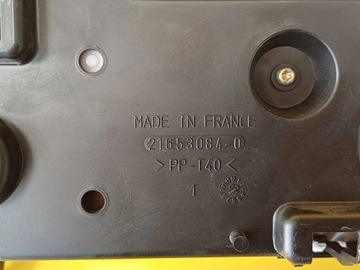 MADE IN FRANCE
21653084-0
>PP-T40<
1